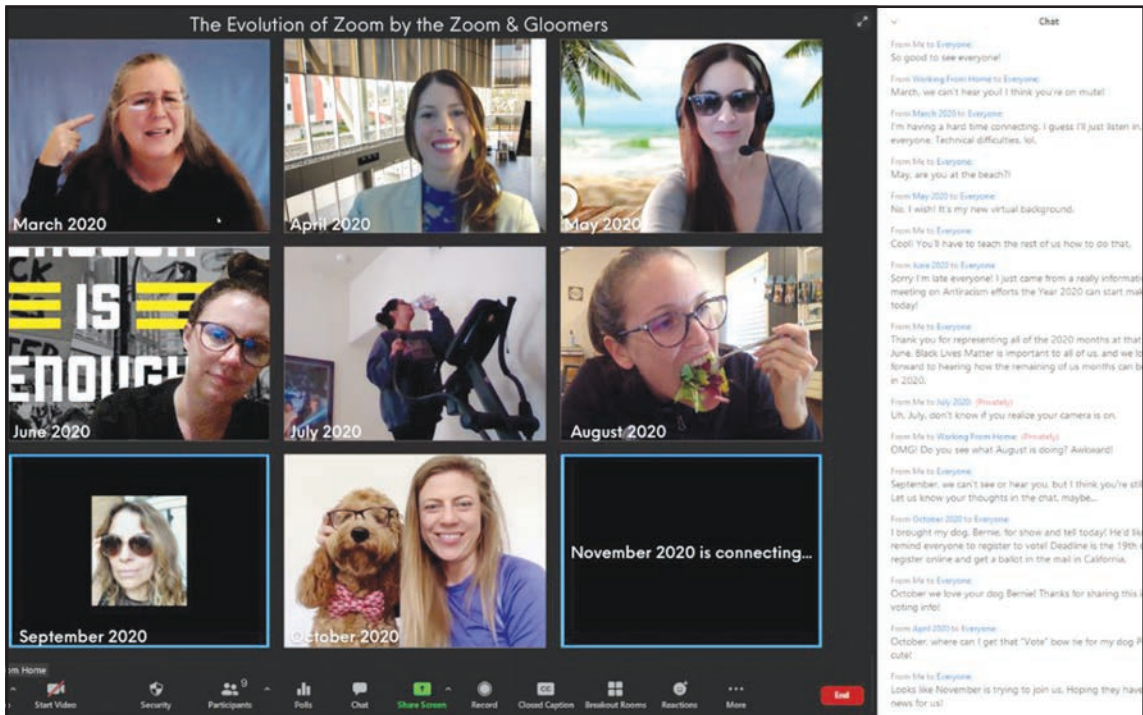 The Evolution of Zoom by the Zoom & Gloomers
March 2020
April 2020
May 2020
IS
ENOUGH
June 2020
July 2020
August 2020
September 2020
October 2020
November 2020 is connecting...
om Home
Start Video
Security
Participants
9
Polls
Chat
Share Screen
Record
CC
Closed Caption
Breakout Rooms
Reactions
More
End
Chat
From Me to Everyone:
So good to see everyone!
From Working From Home to Everyone:
March, we can't hear you! I think you're on mute!
From March 2020 to Everyone:
I'm having a hard time connecting. I guess I'll just listen in
everyone. Technical difficulties, lol.
From Me to Everyone:
May, are you at the beach?!
From May 2020 to Everyone:
No, I wish! It's my new virtual background.
From Me to Everyone:
Cool! You'll have to teach the rest of us how to do that.
From June 2020 to Everyone:
Sorry I'm late everyone! I just came from a really informati
meeting on Antiracism efforts the Year 2020 can start mak
today!
From Me to Everyone:
Thank you for representing all of the 2020 months at that
June. Black Lives Matter is important to all of us, and we lo
forward to hearing how the remaining of us months can b
in 2020.
From Me to July 2020: (Privately)
Uh, July, don't know if you realize your camera is on.
From Me to Working From Home: (Privately)
OMG! Do you see what August is doing? Awkward!
From Me to Everyone:
September, we can't see or hear you, but I think you're still
Let us know your thoughts in the chat, maybe...
From October 2020 to Everyone:
I brought my dog, Bernie, for show and tell today! He'd lik
remind everyone to register to vote! Deadline is the 19th
register online and get a ballot in the mail in California.
From Me to Everyone:
October we love your dog Bernie! Thanks for sharing this
voting info!
From April 2020 to Everyone:
October, where can I get that "Vote" bow tie for my dog
cute!
From Me to Everyone:
Looks like November is trying to join us. Hoping they have
news for us!